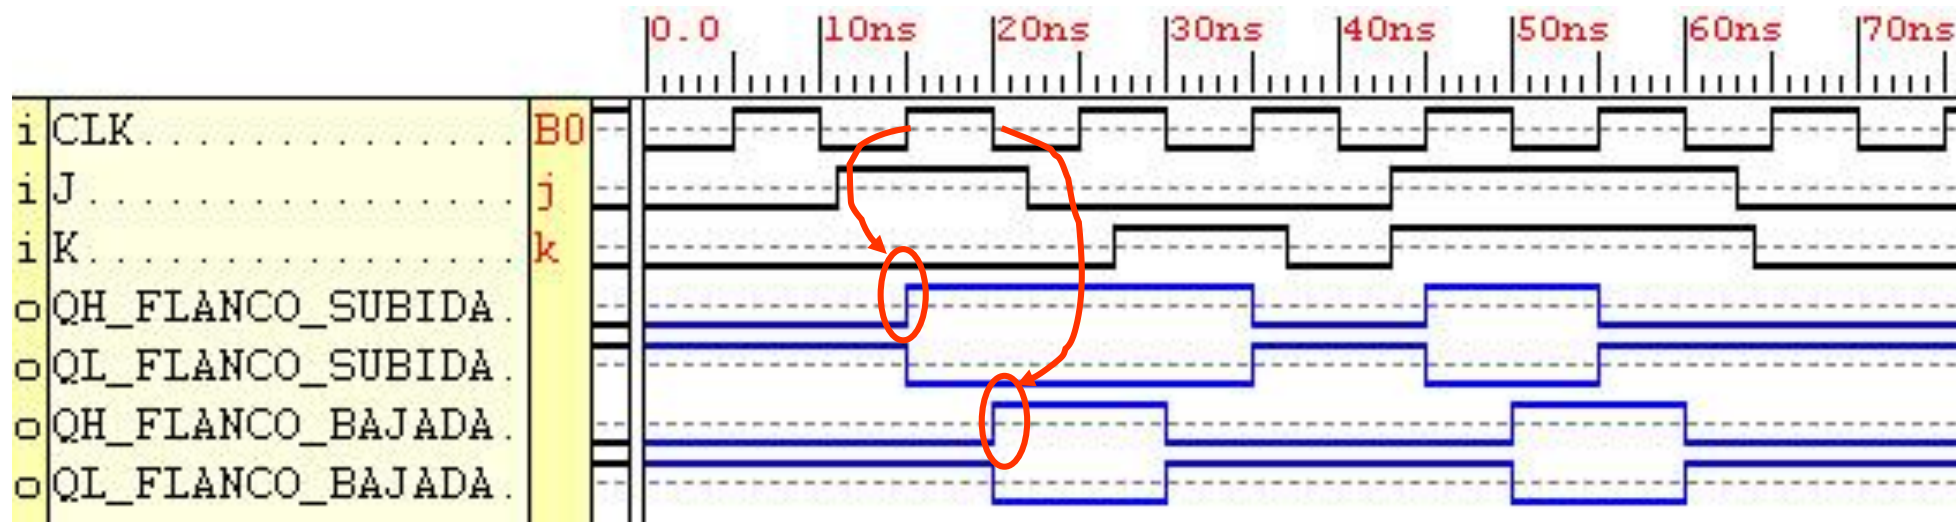 0.0 10ns 20ns 30ns 40ns 50ns 60ns 70ns
i CLK................ B0
i J................ j
i K................ k
o QH_FLANCO_SUBIDA.
o QL_FLANCO_SUBIDA.
o QH_FLANCO_BAJADA.
o QL_FLANCO_BAJADA.